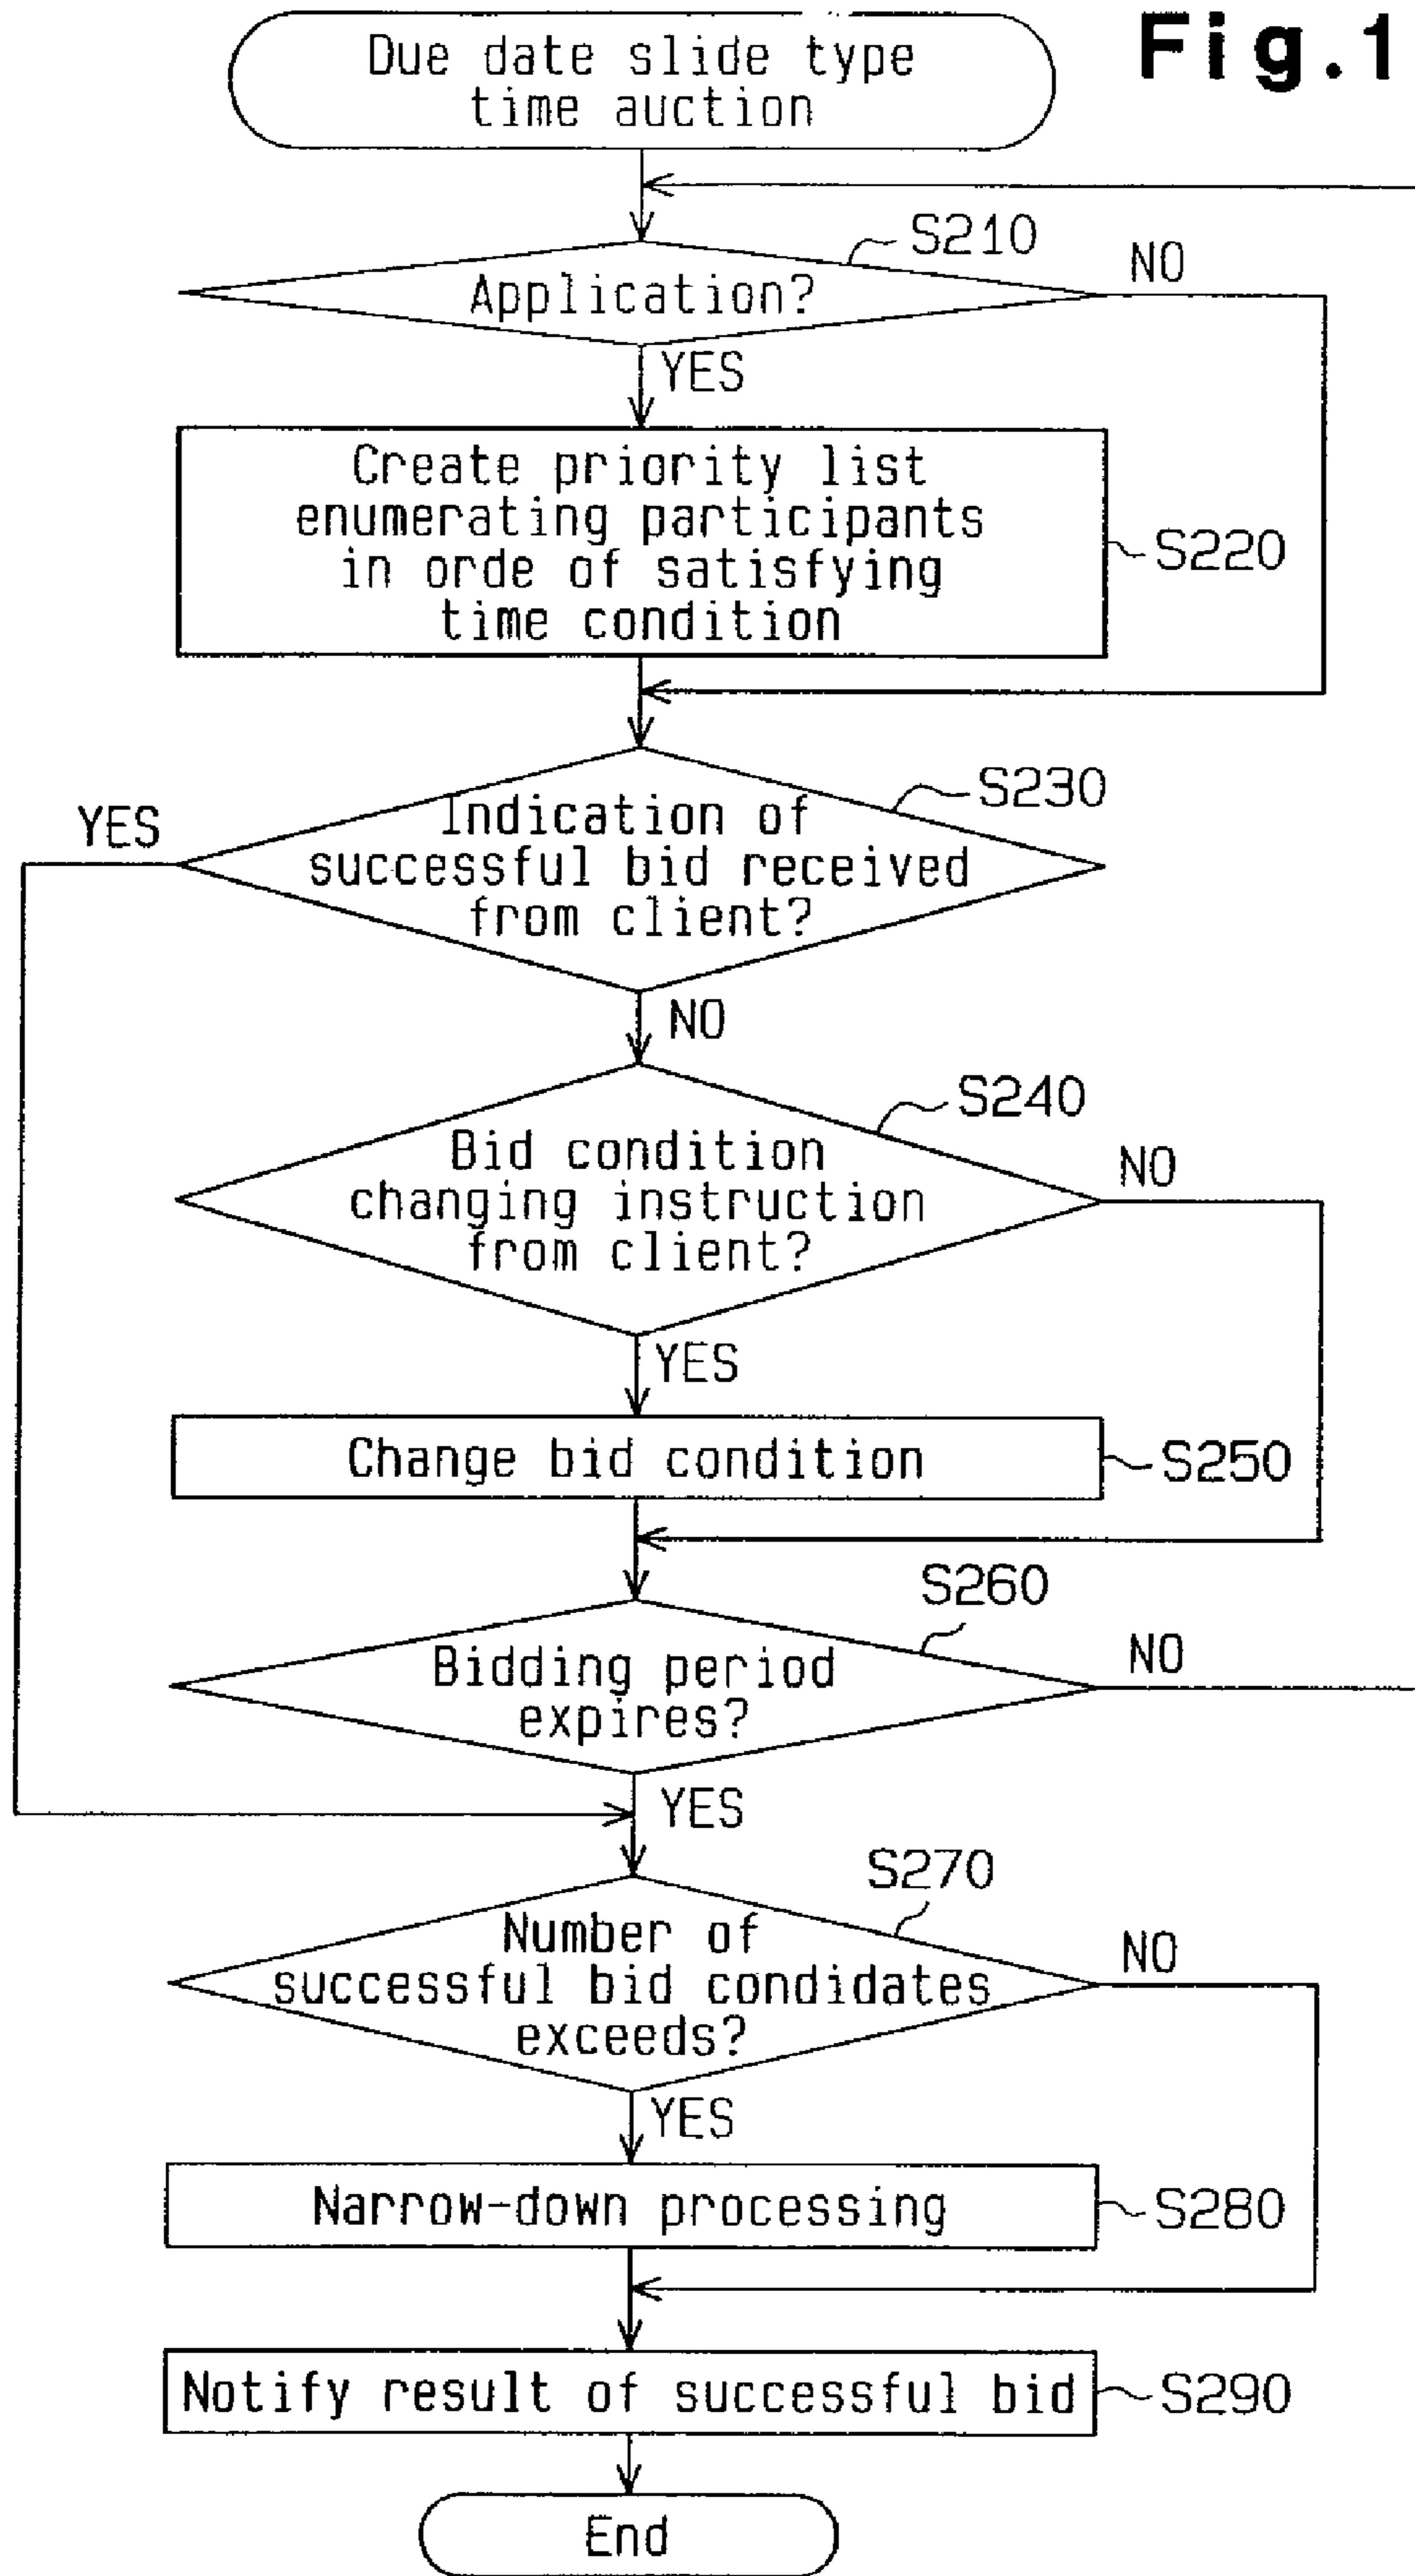 Fig.1
Due date slide type
time auction
S210
NO
Application?
YES
Create priority list
enumerating participants
in orde of satisfying
time condition
S220
S230
YES
Indication of
successful bid received
from client?
NO
S240
Bid condition
changing instruction
from client?
NO
YES
Change bid condition
S250
S260
Bidding period
expires?
NO
YES
S270
Number of
successful bid condidates
exceeds?
NO
YES
Narrow-down processing
S280
Notify result of successful bid
S290
End